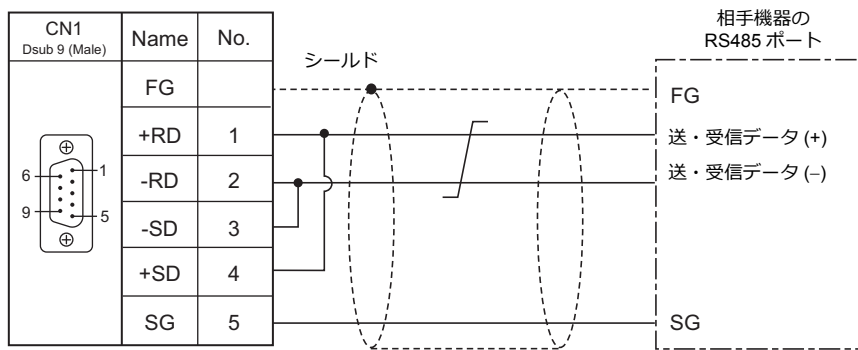 CN1
Dsub 9 (Male)
Name
No.
FG
+RD
1
-RD
2
-SD
3
+SD
4
SG
5
6
1
9
5
シールド
相手機器の
RS485 ポート
FG
送・受信データ (+)
送・受信データ (−)
SG